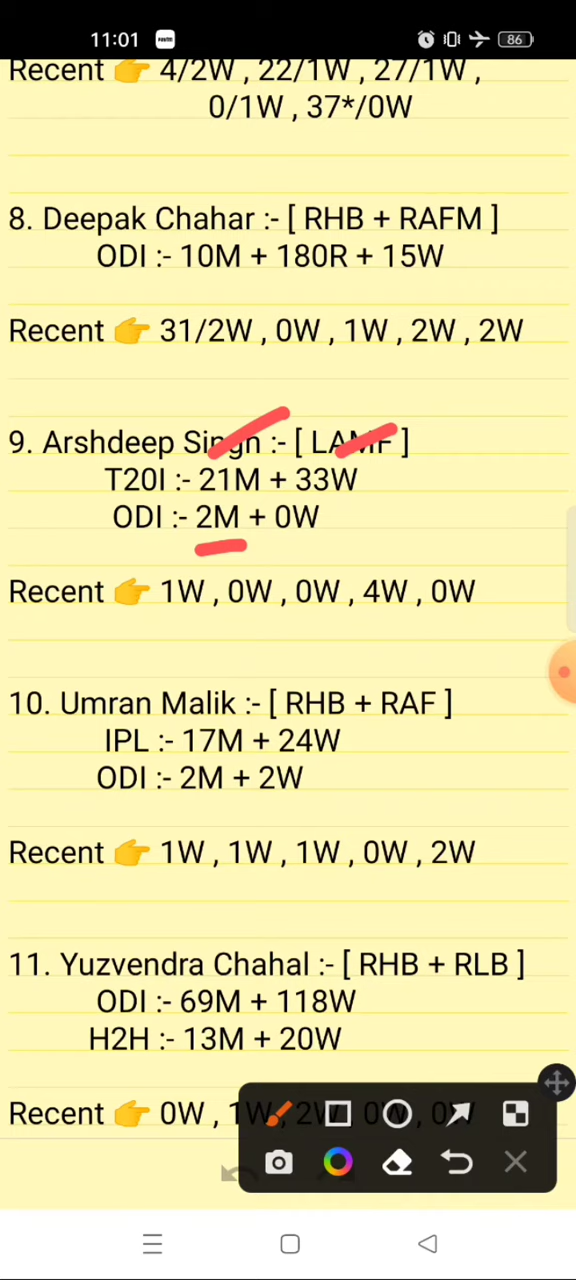 11:01
86
Recent 👉 4/2W , 22/1W , 27/1W ,
0/1W , 37*/0W
8. Deepak Chahar :- [ RHB + RAFM ]
ODI :- 10M + 180R + 15W
Recent 👉 31/2W , 0W , 1W , 2W , 2W
9. Arshdeep Singh :- [ LAMF ]
T20I :- 21M + 33W
ODI :- 2M + 0W
Recent 👉 1W , 0W , 0W , 4W , 0W
10. Umran Malik :- [ RHB + RAF ]
IPL :- 17M + 24W
ODI :- 2M + 2W
Recent 👉 1W , 1W , 1W , 0W , 2W
11. Yuzvendra Chahal :- [ RHB + RLB ]
ODI :- 69M + 118W
H2H :- 13M + 20W
Recent 👉 0W , 1W , 2W , 0W , 0W